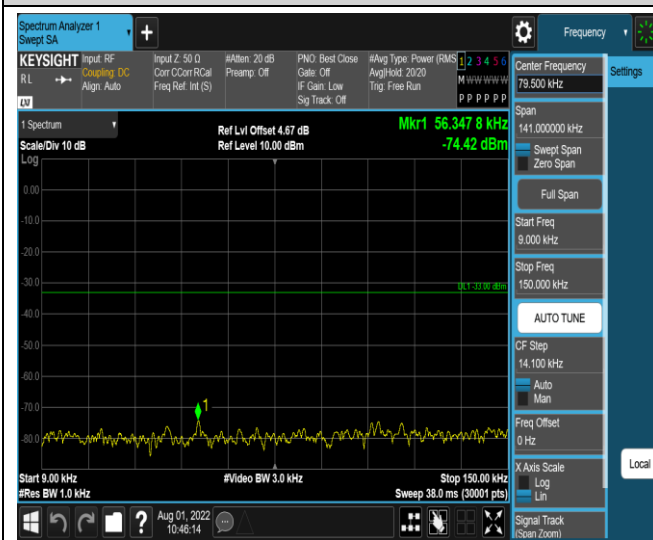 Spectrum Analyzer 1
Swept SA
+
Frequency
KEYSIGHT
RL
LXI
Input: RF
Coupling: DC
Align: Auto
Input Z: 50 Ω
Corr CCorr RCal
Freq Ref: Int (S)
#Atten: 20 dB
Preamp: Off
PNO: Best Close
Gate: Off
IF Gain: Low
Sig Track: Off
#Avg Type: Power (RMS
Avg|Hold: 20/20
Trig: Free Run
1 2 3 4 5 6
M W W W W W
P P P P P P
1 Spectrum
Scale/Div 10 dB
Ref Lvl Offset 4.67 dB
Ref Level 10.00 dBm
Mkr1 56.347 8 kHz
-74.42 dBm
Log
0.00
-10.0
-20.0
-30.0
-40.0
-50.0
-60.0
-70.0
-80.0
DL1 -33.00 dBm
1
Start 9.00 kHz
#Res BW 1.0 kHz
#Video BW 3.0 kHz
Stop 150.00 kHz
Sweep 38.0 ms (30001 pts)
?
Aug 01, 2022
10:46:14
Center Frequency
79.500 kHz
Span
141.000000 kHz
Swept Span
Zero Span
Full Span
Start Freq
9.000 kHz
Stop Freq
150.000 kHz
AUTO TUNE
CF Step
14.100 kHz
Auto
Man
Freq Offset
0 Hz
X Axis Scale
Log
Lin
Signal Track
(Span Zoom)
Settings
Local